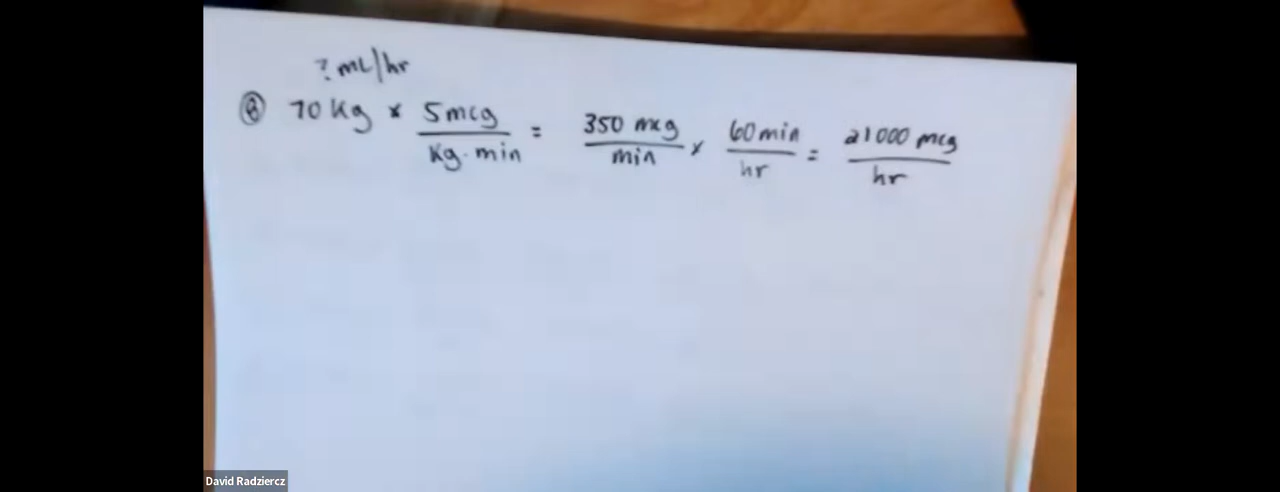 ? mL/hr
⑧ 70 kg × 5 mcg / kg · min = 350 mcg / min × 60 min / hr = 21000 mcg / hr
David Radziercz